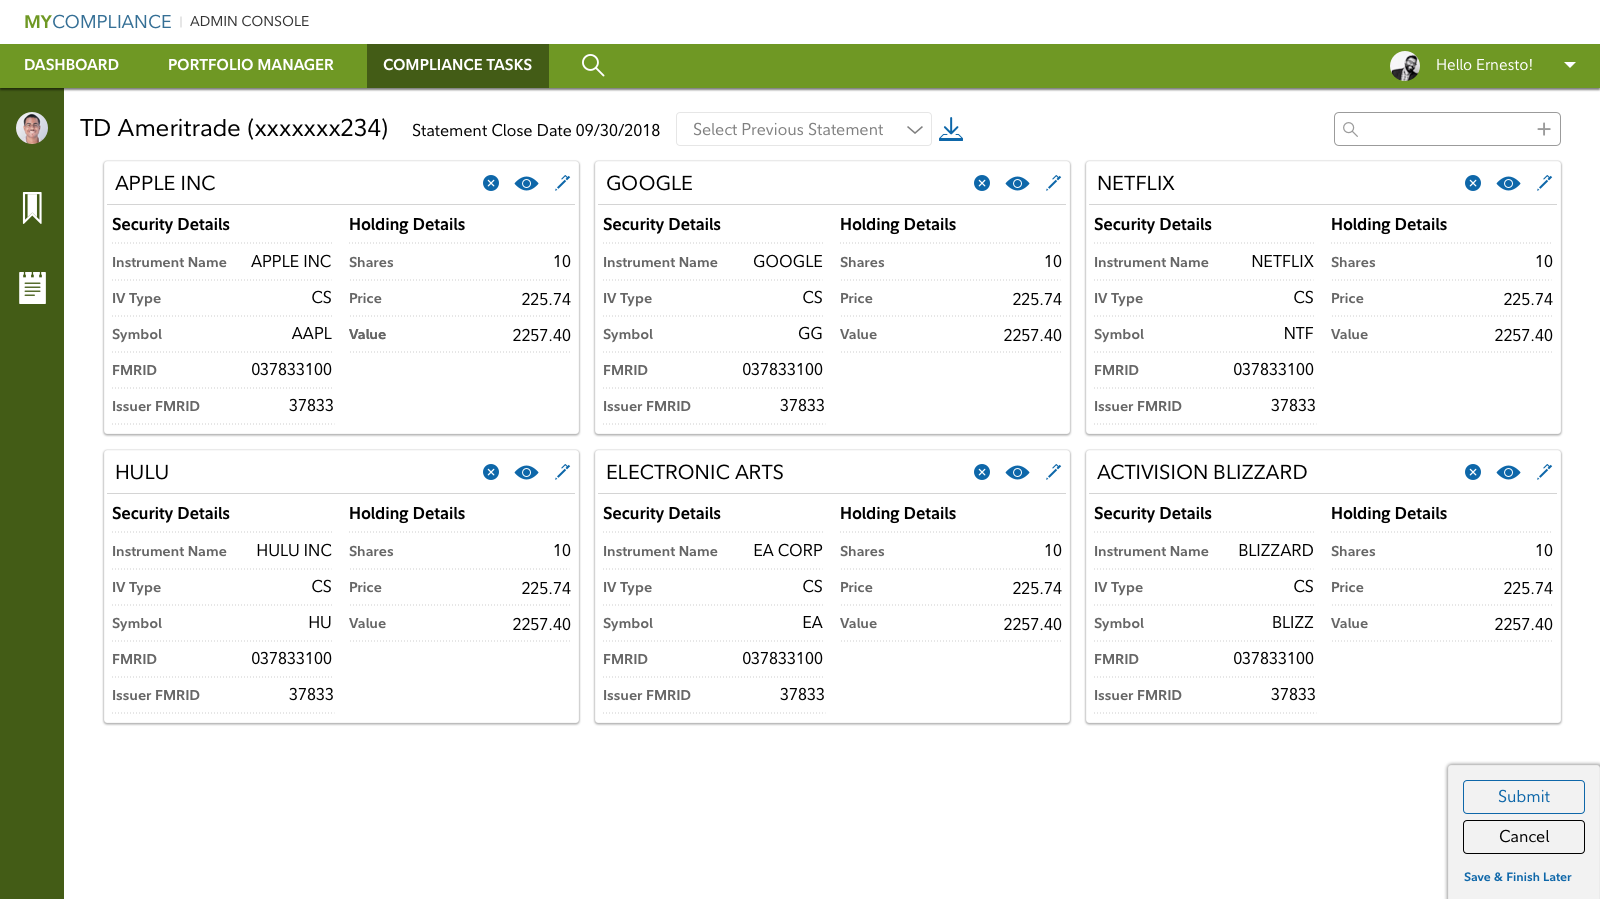 MYCOMPLIANCE | ADMIN CONSOLE
DASHBOARD PORTFOLIO MANAGER COMPLIANCE TASKS Hello Ernesto!
TD Ameritrade (xxxxxxx234) Statement Close Date 09/30/2018 Select Previous Statement
APPLE INC
Security Details Holding Details
Instrument Name APPLE INC Shares 10
IV Type CS Price 225.74
Symbol AAPL Value 2257.40
FMRID 037833100
Issuer FMRID 37833
GOOGLE
Security Details Holding Details
Instrument Name GOOGLE Shares 10
IV Type CS Price 225.74
Symbol GG Value 2257.40
FMRID 037833100
Issuer FMRID 37833
NETFLIX
Security Details Holding Details
Instrument Name NETFLIX Shares 10
IV Type CS Price 225.74
Symbol NTF Value 2257.40
FMRID 037833100
Issuer FMRID 37833
HULU
Security Details Holding Details
Instrument Name HULU INC Shares 10
IV Type CS Price 225.74
Symbol HU Value 2257.40
FMRID 037833100
Issuer FMRID 37833
ELECTRONIC ARTS
Security Details Holding Details
Instrument Name EA CORP Shares 10
IV Type CS Price 225.74
Symbol EA Value 2257.40
FMRID 037833100
Issuer FMRID 37833
ACTIVISION BLIZZARD
Security Details Holding Details
Instrument Name BLIZZARD Shares 10
IV Type CS Price 225.74
Symbol BLIZZ Value 2257.40
FMRID 037833100
Issuer FMRID 37833
Submit
Cancel
Save & Finish Later